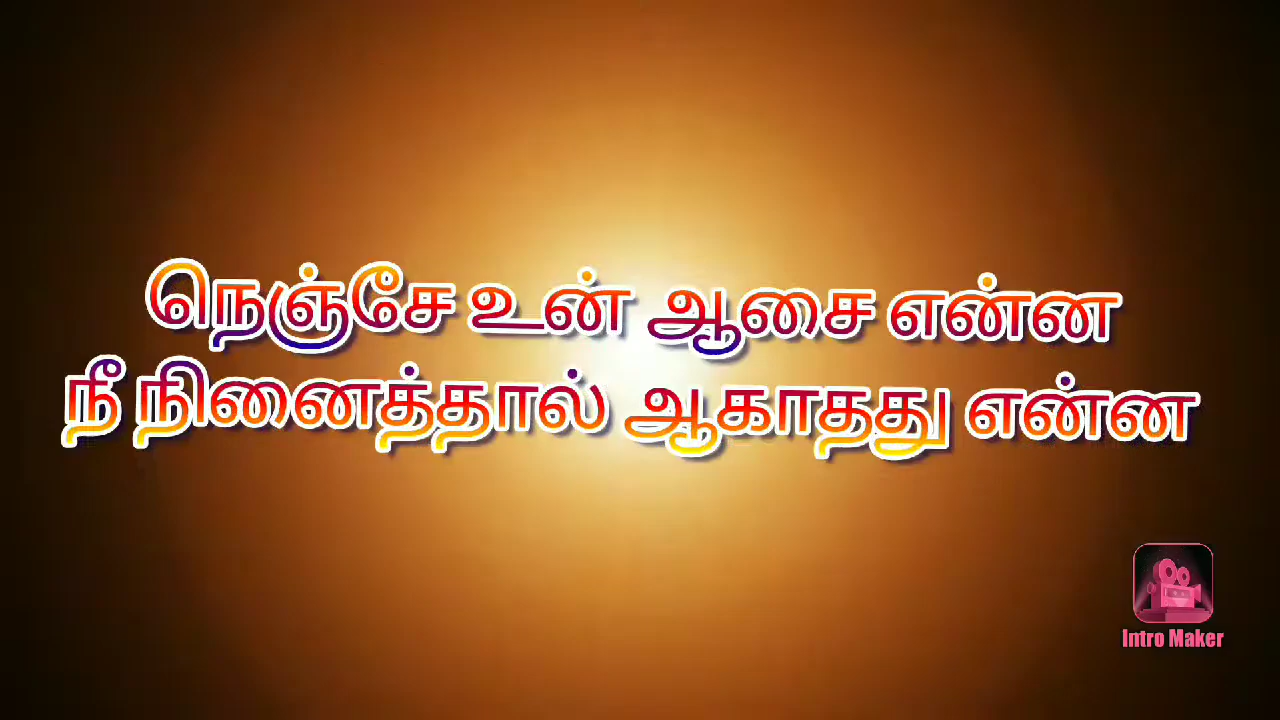 நெஞ்சே உன் ஆசை என்ன
நீ நினைத்தால் ஆகாதது என்ன
Intro Maker